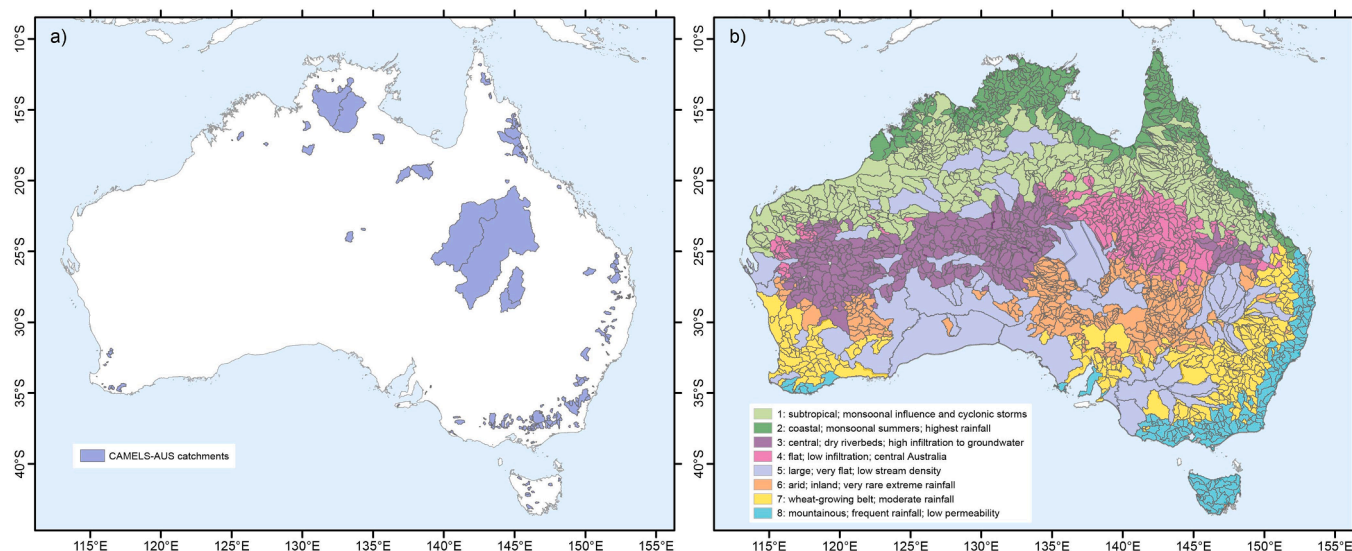 a)
10°S
15°S
20°S
25°S
30°S
35°S
40°S
CAMELS-AUS catchments
115°E 120°E 125°E 130°E 135°E 140°E 145°E 150°E 155°E
b)
10°S
15°S
20°S
25°S
30°S
35°S
40°S
1: subtropical; monsoonal influence and cyclonic storms
2: coastal; monsoonal summers; highest rainfall
3: central; dry riverbeds; high infiltration to groundwater
4: flat; low infiltration; central Australia
5: large; very flat; low stream density
6: arid; inland; very rare extreme rainfall
7: wheat-growing belt; moderate rainfall
8: mountainous; frequent rainfall; low permeability
115°E 120°E 125°E 130°E 135°E 140°E 145°E 150°E 155°E